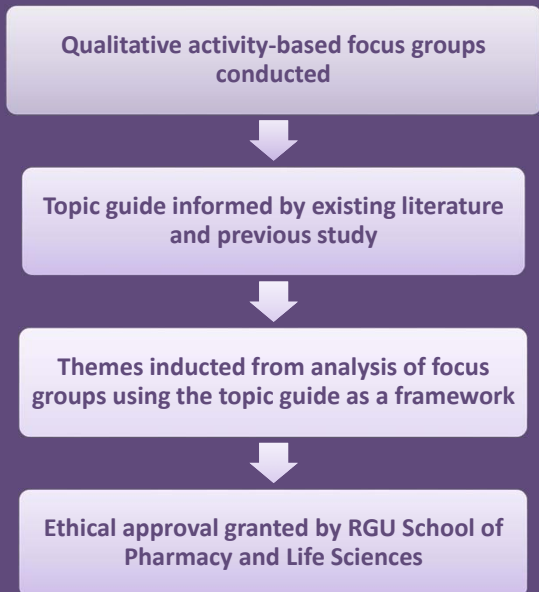 Qualitative activity-based focus groups
conducted
Topic guide informed by existing literature
and previous study
Themes inducted from analysis of focus
groups using the topic guide as a framework
Ethical approval granted by RGU School of
Pharmacy and Life Sciences